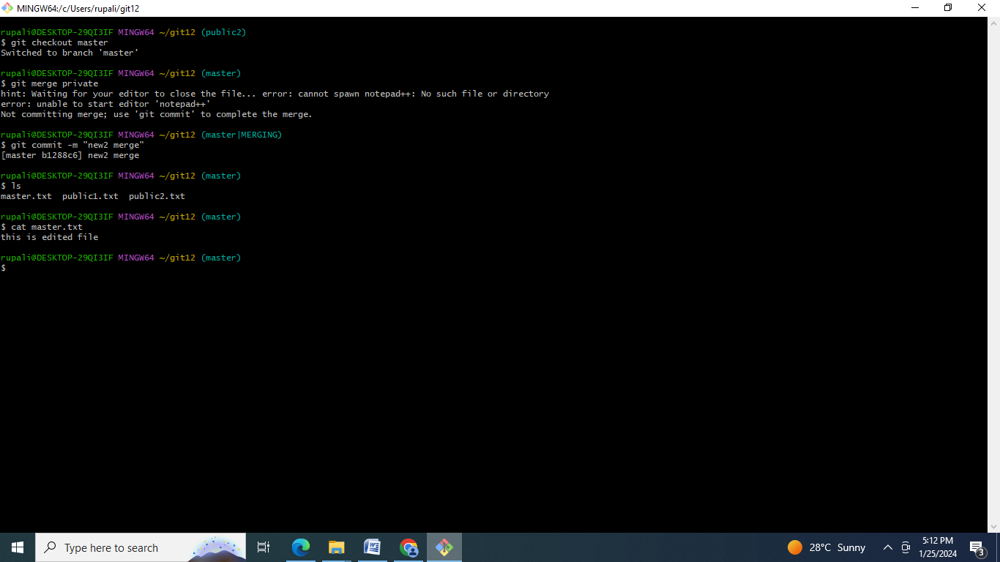 MINGW64:/c/Users/rupali/git12
rupali@DESKTOP-29QI3IF MINGW64 ~/git12 (public2)
$ git checkout master
Switched to branch 'master'
rupali@DESKTOP-29QI3IF MINGW64 ~/git12 (master)
$ git merge private
hint: Waiting for your editor to close the file... error: cannot spawn notepad++: No such file or directory
error: unable to start editor 'notepad++'
Not committing merge; use 'git commit' to complete the merge.
rupali@DESKTOP-29QI3IF MINGW64 ~/git12 (master|MERGING)
$ git commit -m "new2 merge"
[master b1288c6] new2 merge
rupali@DESKTOP-29QI3IF MINGW64 ~/git12 (master)
$ ls
master.txt  public1.txt  public2.txt
rupali@DESKTOP-29QI3IF MINGW64 ~/git12 (master)
$ cat master.txt
this is edited file
rupali@DESKTOP-29QI3IF MINGW64 ~/git12 (master)
$
Type here to search
28°C Sunny
5:12 PM
1/25/2024
3